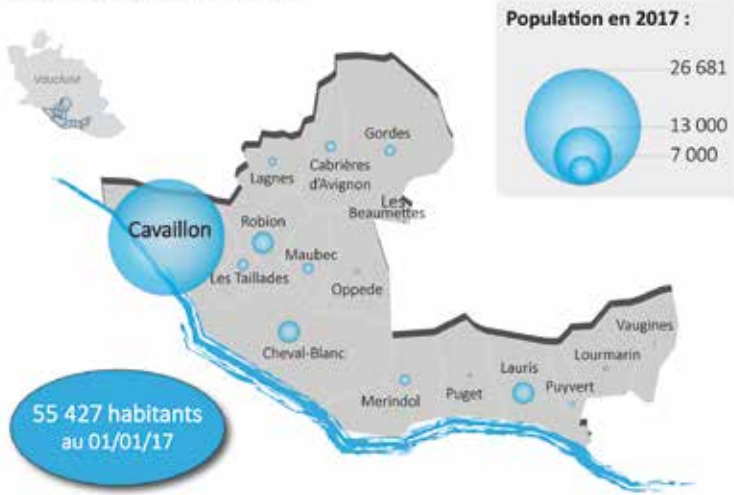 Population en 2017 :
26 681
13 000
7 000
VAUCLUSE
Gordes
Cabrières
d'Avignon
Lagnes
Les
Beaumettes
Cavaillon
Robion
Maubec
Les Taillades
Oppede
Cheval-Blanc
Vaugines
Lourmarin
Lauris
Puyvert
Puget
Merindol
55 427 habitants
au 01/01/17